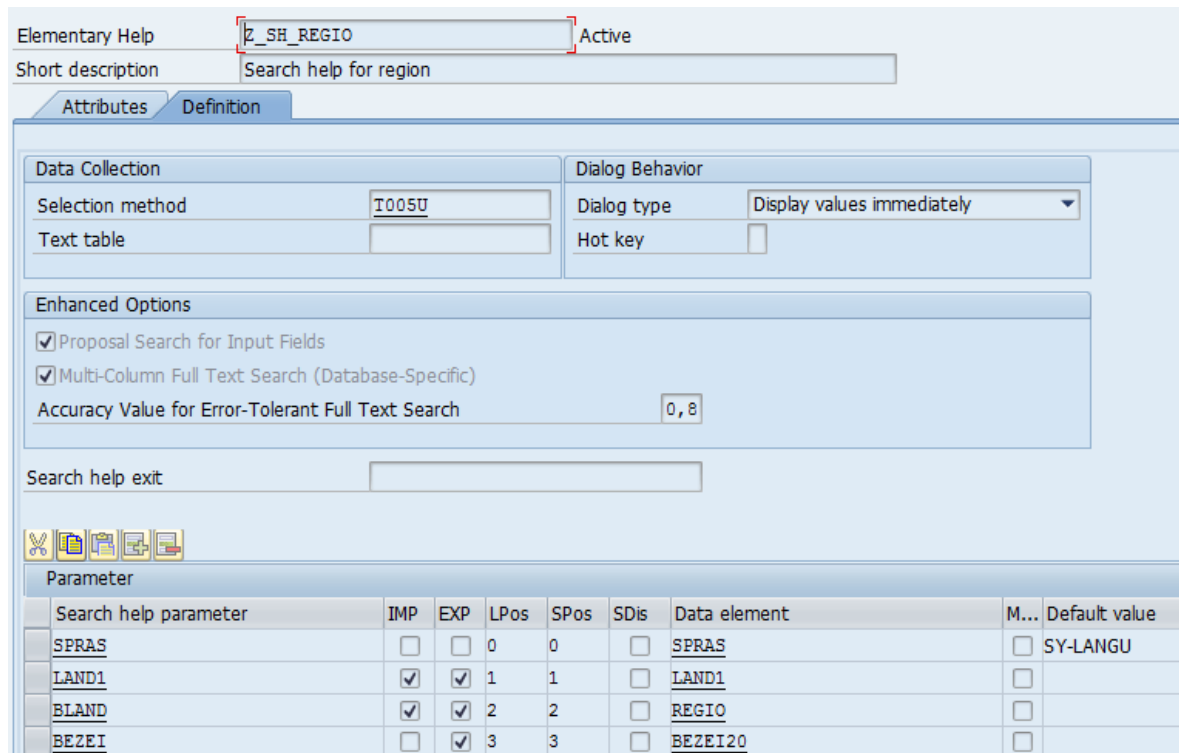 Elementary Help Z_SH_REGIO Active
Short description Search help for region
Attributes Definition
Data Collection Dialog Behavior
Selection method T005U Dialog type Display values immediately
Text table Hot key
Enhanced Options
Proposal Search for Input Fields
Multi-Column Full Text Search (Database-Specific)
Accuracy Value for Error-Tolerant Full Text Search 0,8
Search help exit
Parameter
Search help parameter IMP EXP LPos SPos SDis Data element M... Default value
SPRAS 0 0 SPRAS SY-LANGU
LAND1 1 1 LAND1
BLAND 2 2 REGIO
BEZEI 3 3 BEZEI20